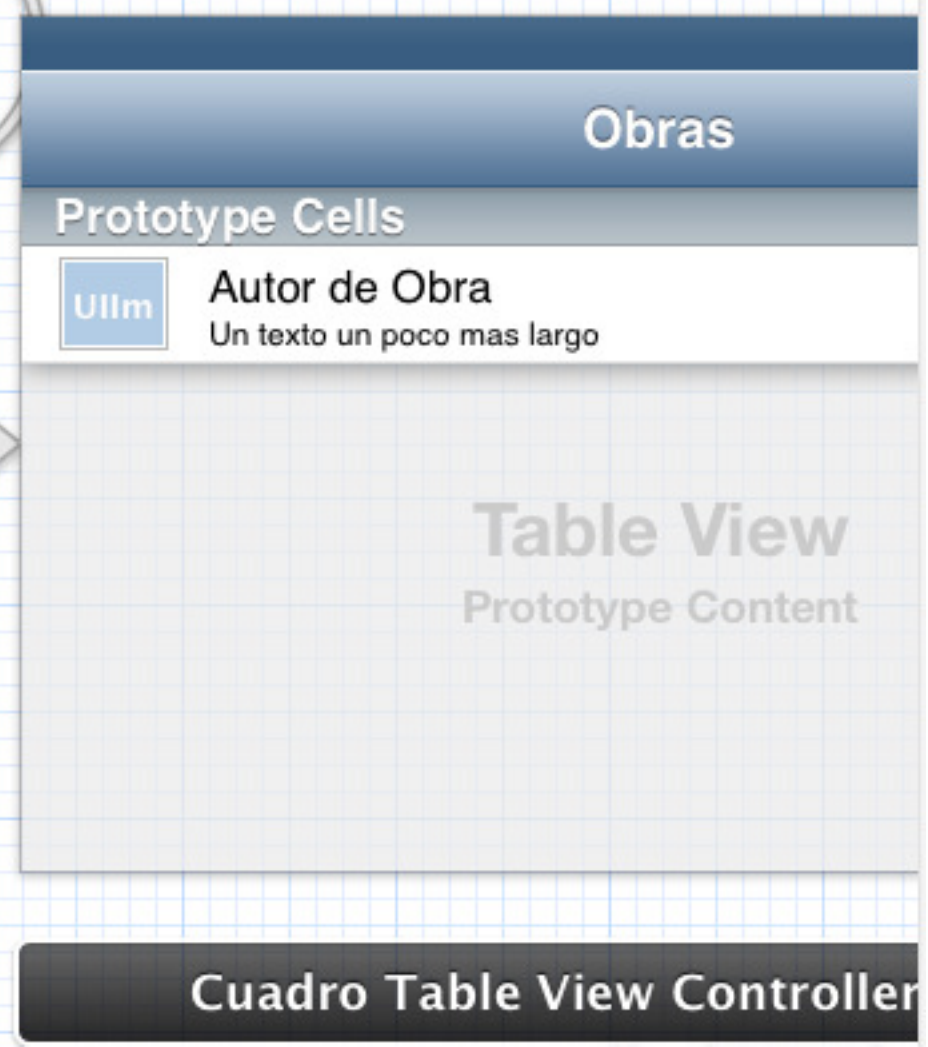 Obras
Prototype Cells
UIIm
Autor de Obra
Un texto un poco mas largo
Table View
Prototype Content
Cuadro Table View Controller